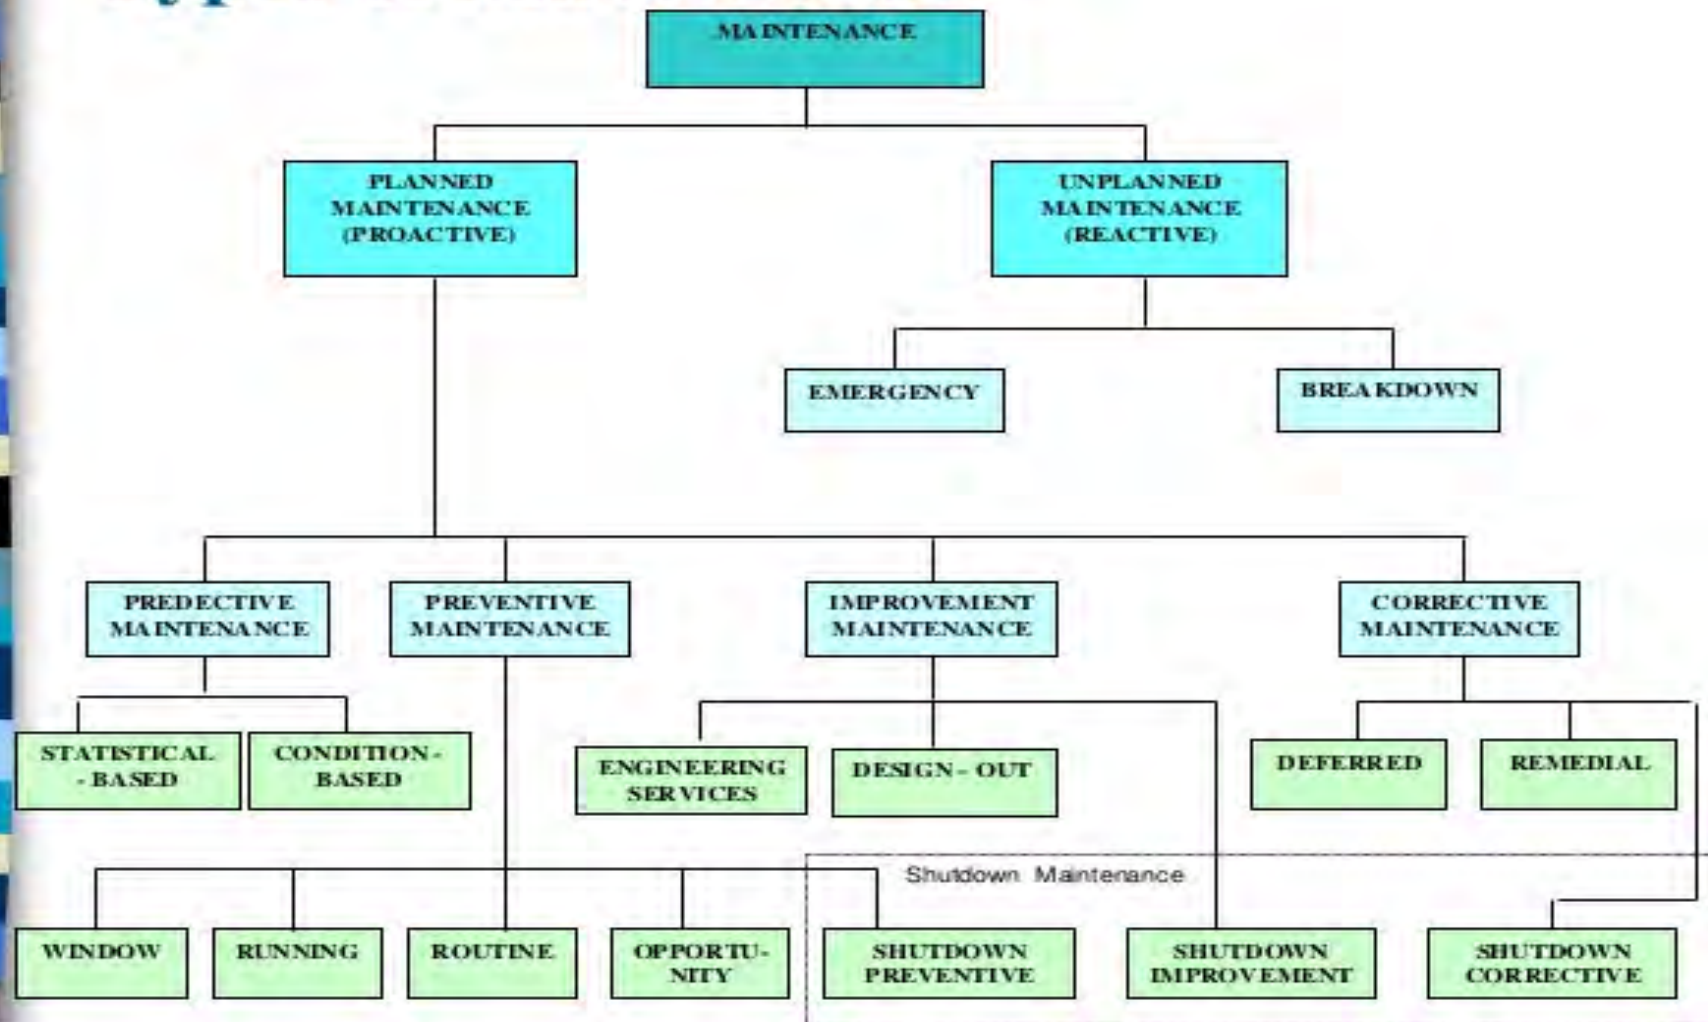 MAINTENANCE
PLANNED
MAINTENANCE
(PROACTIVE)
UNPLANNED
MAINTENANCE
(REACTIVE)
EMERGENCY
BREAKDOWN
PREDECTIVE
MAINTENANCE
PREVENTIVE
MAINTENANCE
IMPROVEMENT
MAINTENANCE
CORRECTIVE
MAINTENANCE
STATISTICAL
- BASED
CONDITION -
BASED
ENGINEERING
SERVICES
DESIGN – OUT
DEFERRED
REMEDIAL
Shutdown Maintenance
WINDOW
RUNNING
ROUTINE
OPPORTU-
NITY
SHUTDOWN
PREVENTIVE
SHUTDOWN
IMPROVEMENT
SHUTDOWN
CORRECTIVE